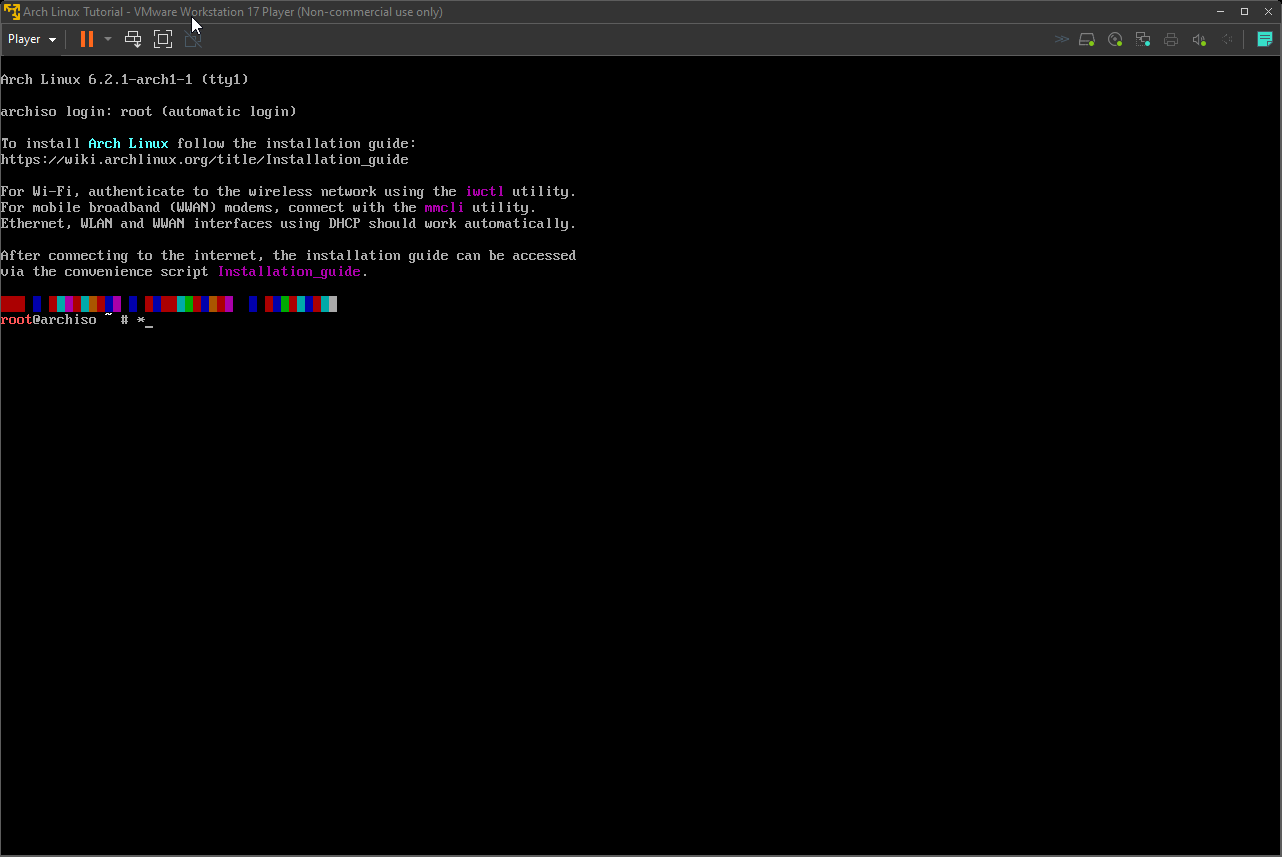 Arch Linux Tutorial - VMware Workstation 17 Player (Non-commercial use only)
Player
Arch Linux 6.2.1-arch1-1 (tty1)
archiso login: root (automatic login)
To install Arch Linux follow the installation guide:
https://wiki.archlinux.org/title/Installation_guide
For Wi-Fi, authenticate to the wireless network using the iwctl utility.
For mobile broadband (WWAN) modems, connect with the mmcli utility.
Ethernet, WLAN and WWAN interfaces using DHCP should work automatically.
After connecting to the internet, the installation guide can be accessed
via the convenience script Installation_guide.
root@archiso ~ # *_